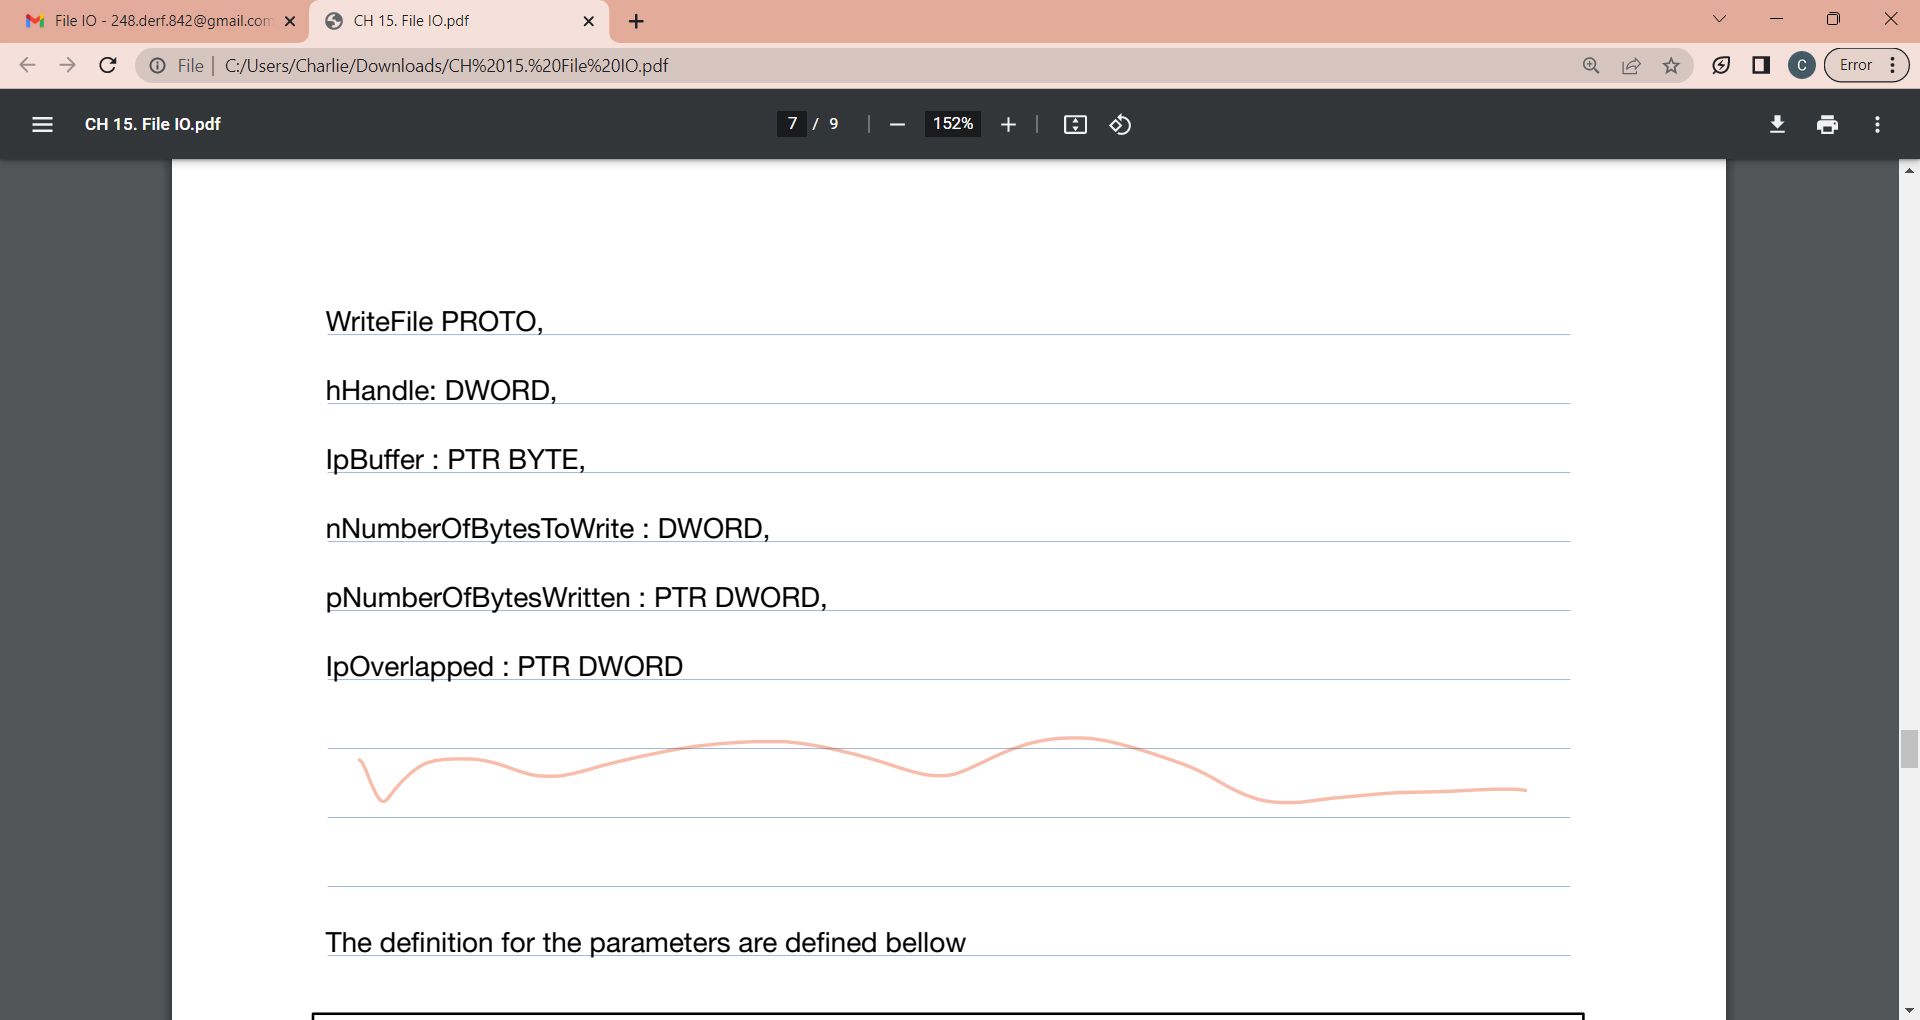 File IO - 248.derf.842@gmail.com
CH 15. File IO.pdf
File
C:/Users/Charlie/Downloads/CH%2015.%20File%20IO.pdf
C
Error
CH 15. File IO.pdf
7 / 9
152%
WriteFile PROTO,
hHandle: DWORD,
lpBuffer : PTR BYTE,
nNumberOfBytesToWrite : DWORD,
pNumberOfBytesWritten : PTR DWORD,
lpOverlapped : PTR DWORD
The definition for the parameters are defined bellow